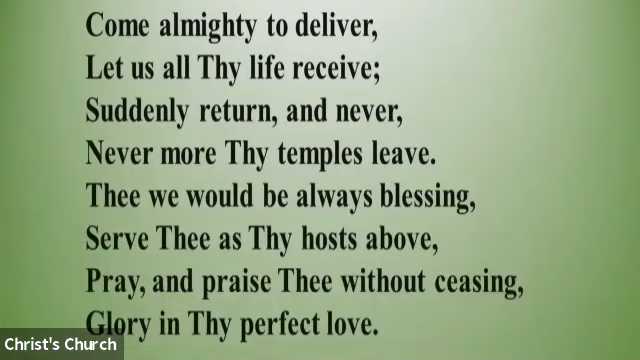 Come almighty to deliver,
Let us all Thy life receive;
Suddenly return, and never,
Never more Thy temples leave.
Thee we would be always blessing,
Serve Thee as Thy hosts above,
Pray, and praise Thee without ceasing,
Glory in Thy perfect love.
Christ's Church